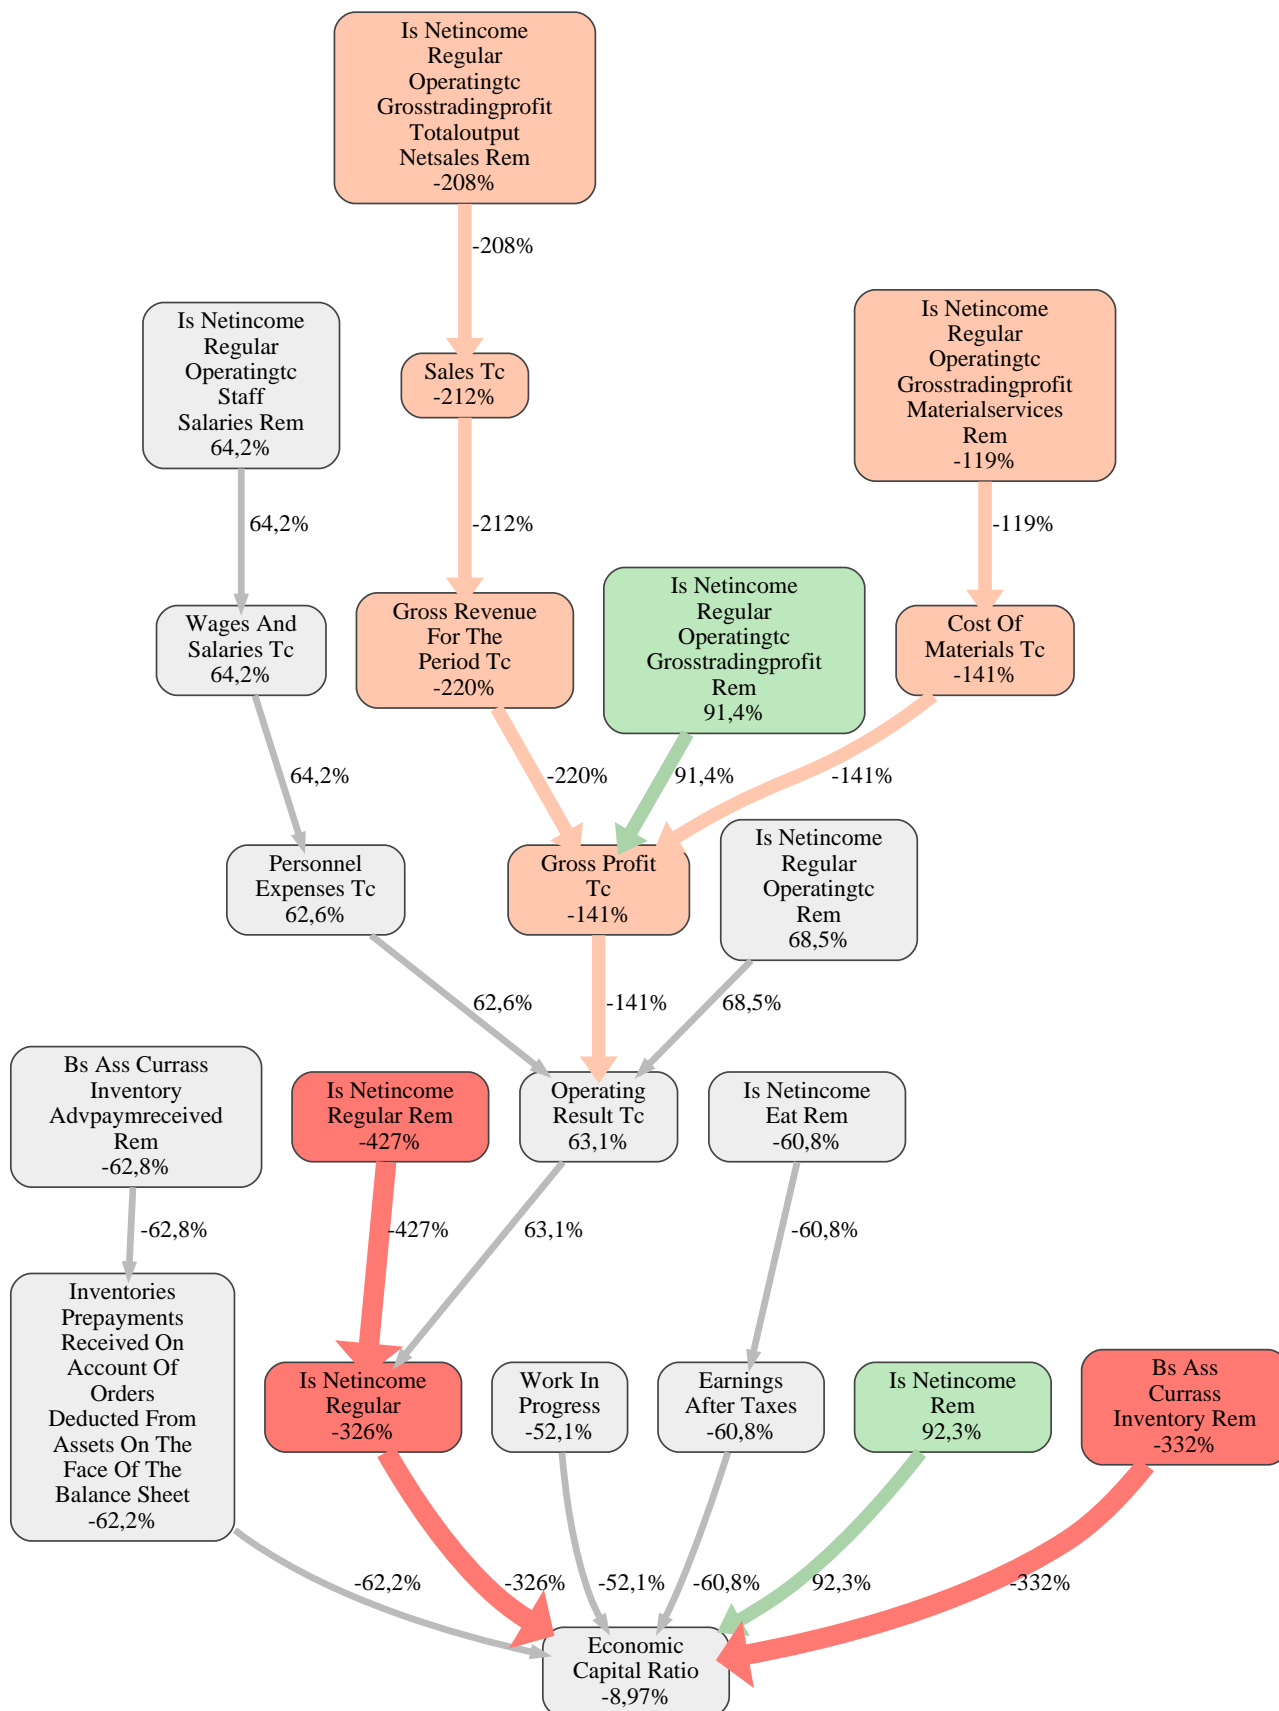 Is Netincome
Regular
Operatingtc
Grosstradingprofit
Totaloutput
Netsales Rem
-208%
-208%
Is Netincome
Regular
Operatingtc
Staff
Salaries Rem
64,2%
Sales Tc
-212%
Is Netincome
Regular
Operatingtc
Grosstradingprofit
Materialservices
Rem
-119%
64,2%
-212%
-119%
Wages And
Salaries Tc
64,2%
Gross Revenue
For The
Period Tc
-220%
Is Netincome
Regular
Operatingtc
Grosstradingprofit
Rem
91,4%
Cost Of
Materials Tc
-141%
64,2%
-220%
91,4%
-141%
Personnel
Expenses Tc
62,6%
Gross Profit
Tc
-141%
Is Netincome
Regular
Operatingtc
Rem
68,5%
62,6%
-141%
68,5%
Bs Ass Currass
Inventory
Advpaymreceived
Rem
-62,8%
Is Netincome
Regular Rem
-427%
Operating
Result Tc
63,1%
Is Netincome
Eat Rem
-60,8%
-62,8%
-427%
63,1%
-60,8%
Inventories
Prepayments
Received On
Account Of
Orders
Deducted From
Assets On The
Face Of The
Balance Sheet
-62,2%
Is Netincome
Regular
-326%
Work In
Progress
-52,1%
Earnings
After Taxes
-60,8%
Is Netincome
Rem
92,3%
Bs Ass
Currass
Inventory Rem
-332%
-62,2%
-326%
-52,1%
-60,8%
92,3%
-332%
Economic
Capital Ratio
-8,97%